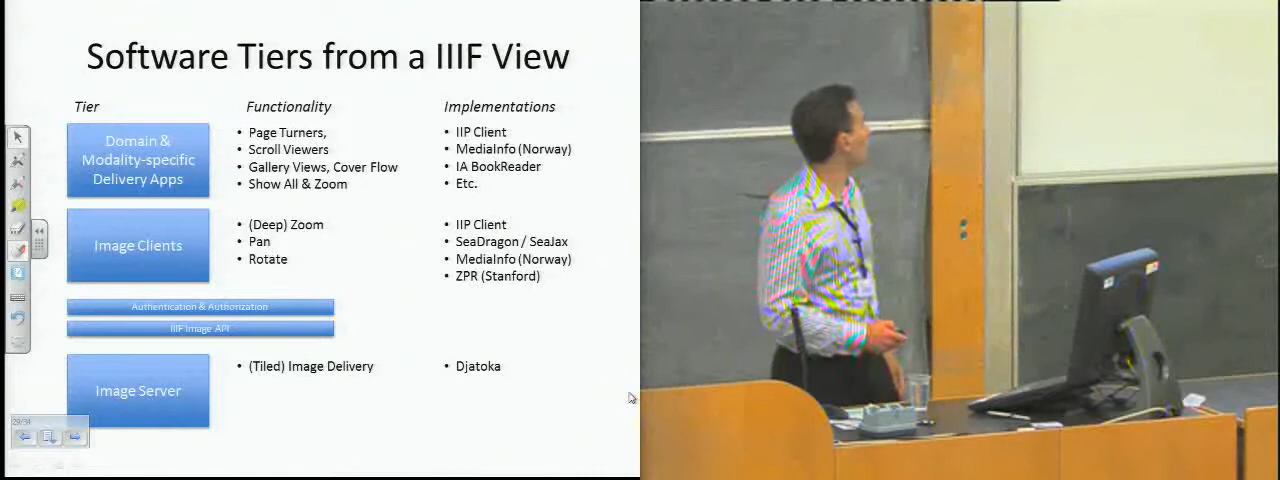 Software Tiers from a IIIF View
Tier Functionality Implementations
Domain &
Modality-specific
Delivery Apps
• Page Turners,
• Scroll Viewers
• Gallery Views, Cover Flow
• Show All & Zoom
• IIP Client
• MediaInfo (Norway)
• IA BookReader
• Etc.
Image Clients
• (Deep) Zoom
• Pan
• Rotate
• IIP Client
• SeaDragon / SeaJax
• MediaInfo (Norway)
• ZPR (Stanford)
Authentication & Authorization
IIIF Image API
Image Server
• (Tiled) Image Delivery
• Djatoka
29/34